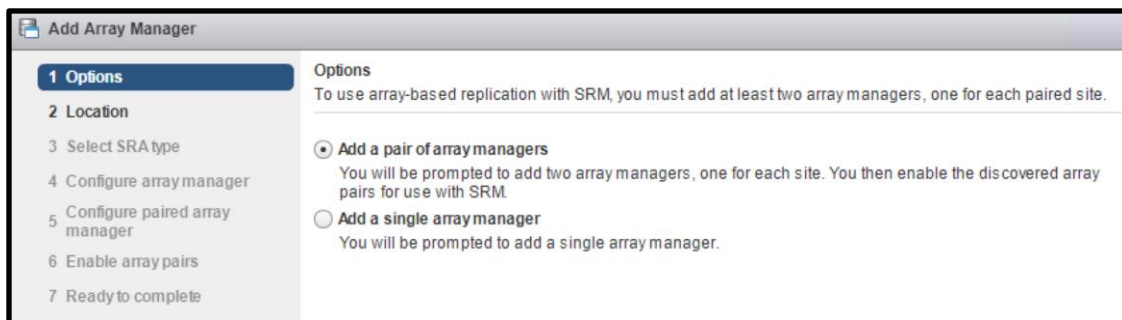 Add Array Manager
1 Options
2 Location
3 Select SRA type
4 Configure array manager
5 Configure paired array
manager
6 Enable array pairs
7 Ready to complete
Options
To use array-based replication with SRM, you must add at least two array managers, one for each paired site.
Add a pair of array managers
You will be prompted to add two array managers, one for each site. You then enable the discovered array
pairs for use with SRM.
Add a single array manager
You will be prompted to add a single array manager.